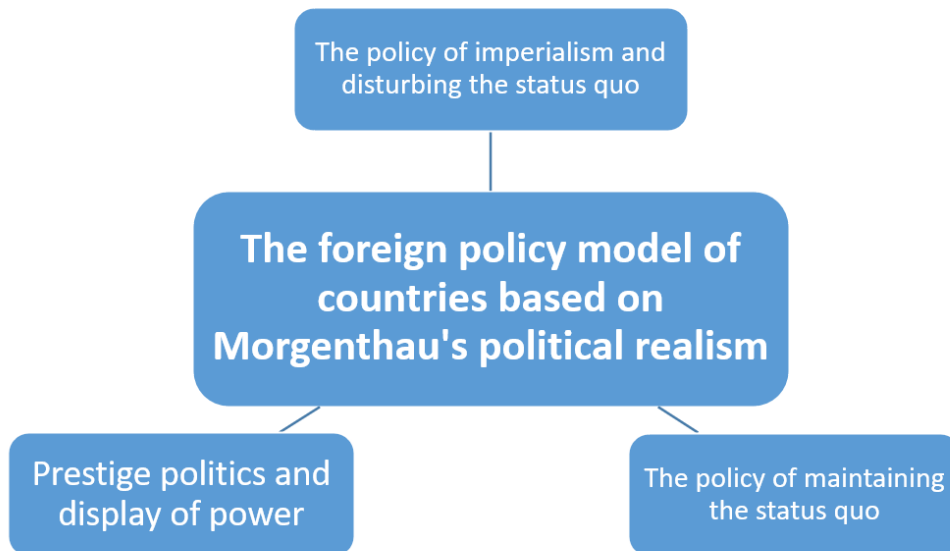 The policy of imperialism and
disturbing the status quo
The foreign policy model of
countries based on
Morgenthau's political realism
Prestige politics and
display of power
The policy of maintaining
the status quo